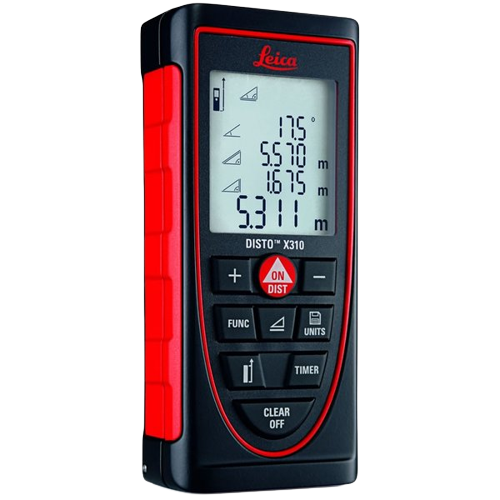 Leica
17.5°
5.570 m
1.675 m
5.311 m
DISTO™ X310
+ ON DIST −
FUNC UNITS
TIMER
CLEAR OFF